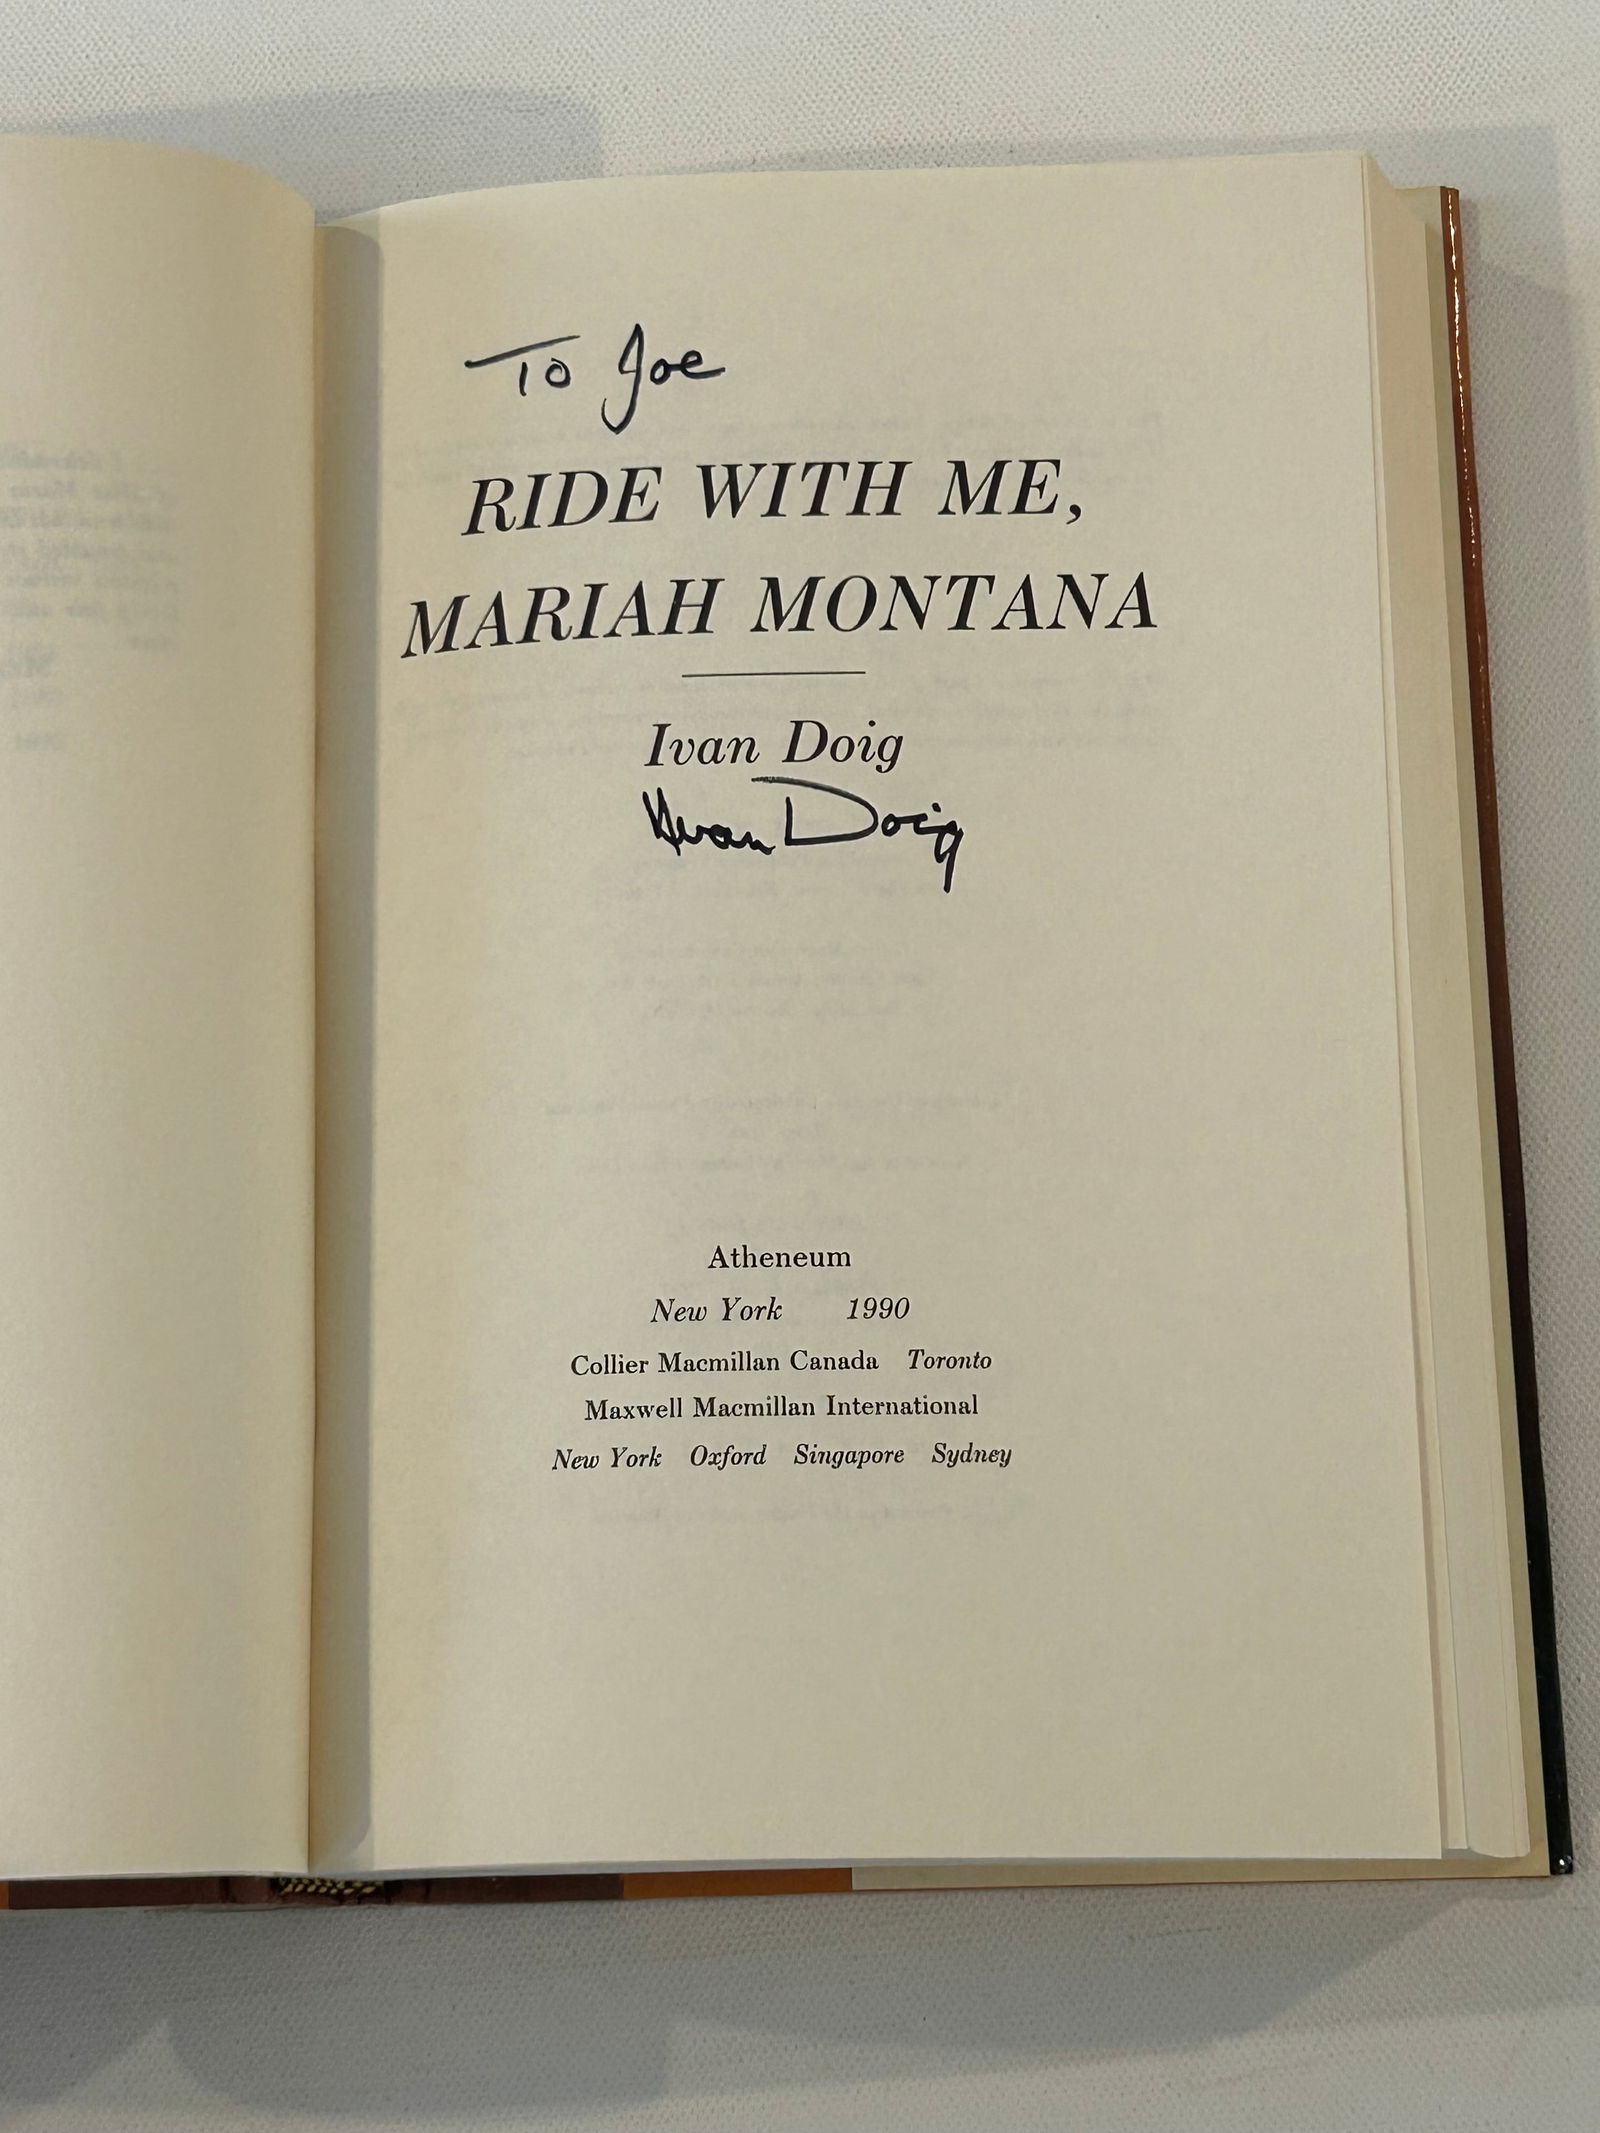 To Joe
RIDE WITH ME,
MARIAH MONTANA
Ivan Doig
Ivan Doig
Atheneum
New York 1990
Collier Macmillan Canada Toronto
Maxwell Macmillan International
New York Oxford Singapore Sydney